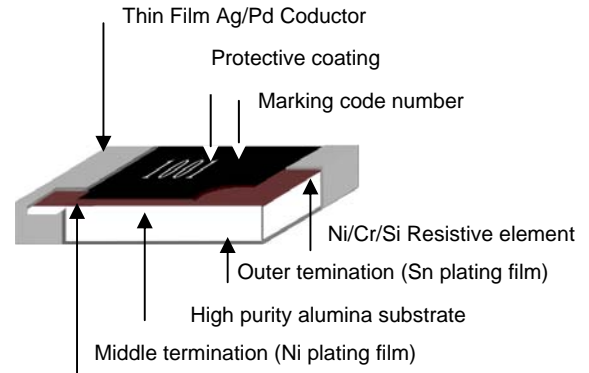 Thin Film Ag/Pd Coductor
Protective coating
Marking code number
1001
Ni/Cr/Si Resistive element
Outer temination (Sn plating film)
High purity alumina substrate
Middle termination (Ni plating film)